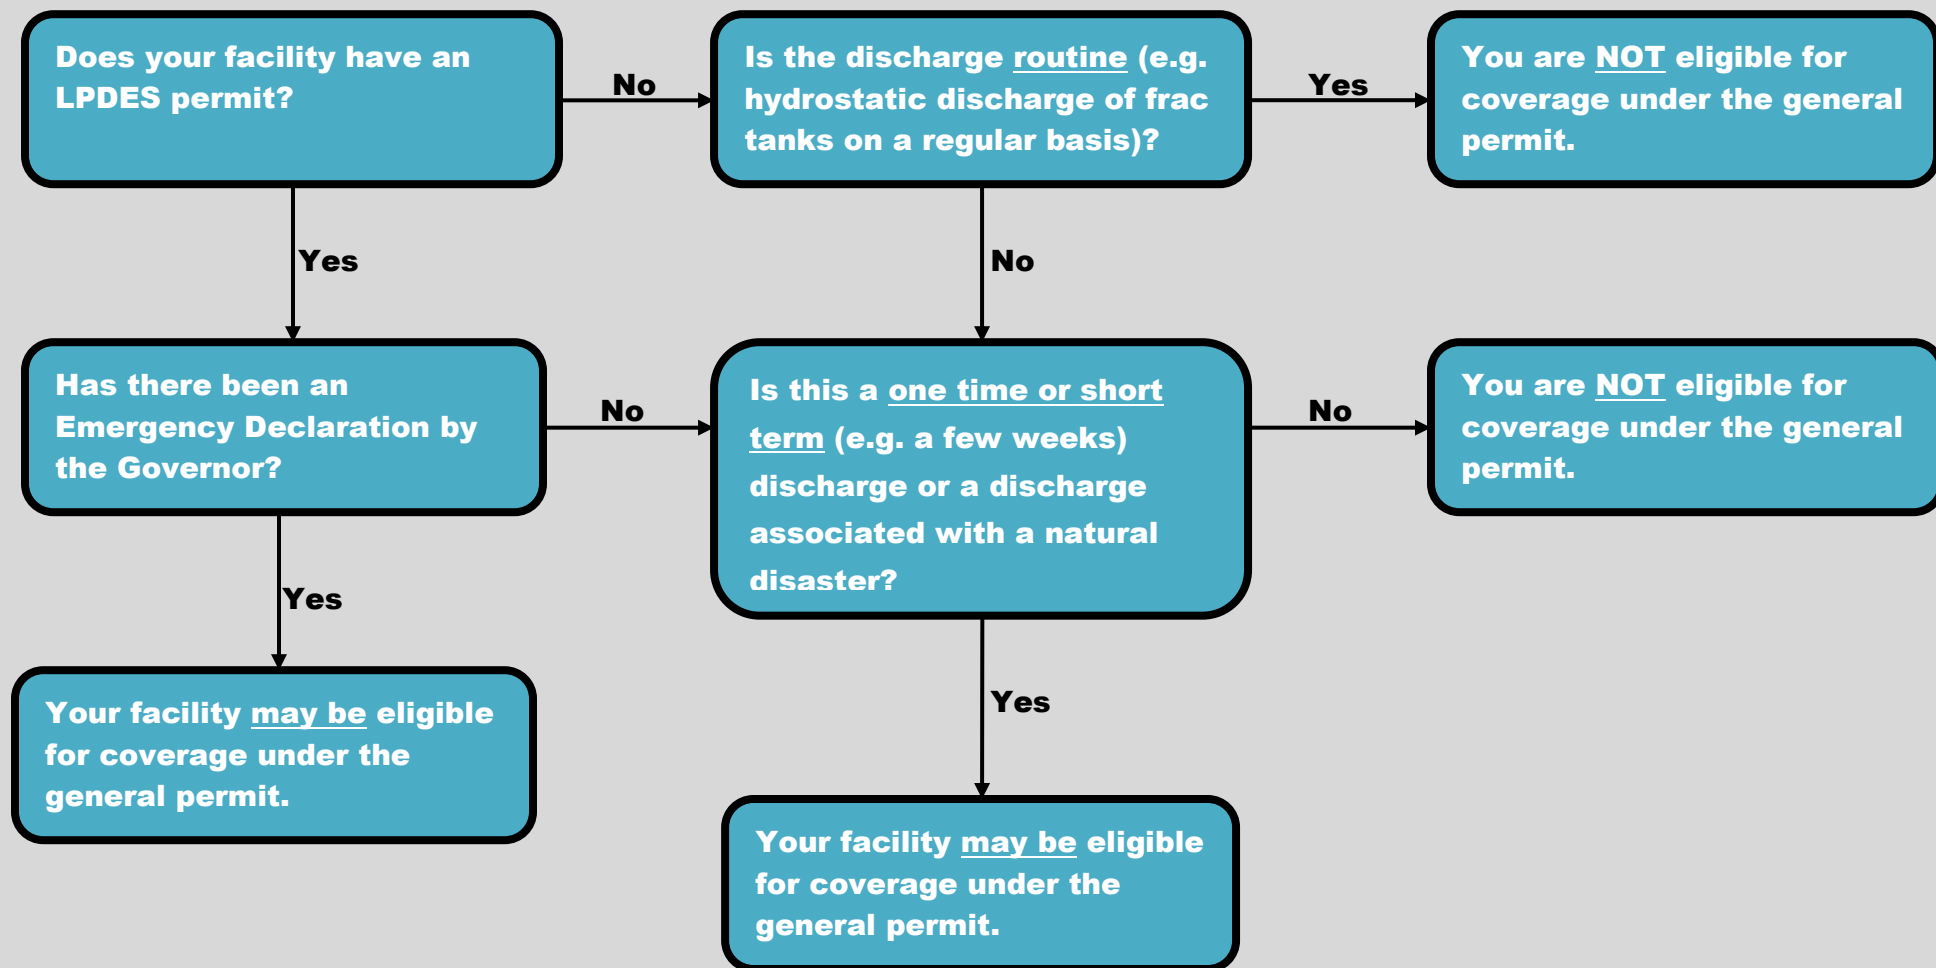 Does your facility have an
LPDES permit?
No
Is the discharge routine (e.g.
hydrostatic discharge of frac
tanks on a regular basis)?
Yes
You are NOT eligible for
coverage under the general
permit.
Yes
No
Has there been an
Emergency Declaration by
the Governor?
No
Is this a one time or short
term (e.g. a few weeks)
discharge or a discharge
associated with a natural
disaster?
No
You are NOT eligible for
coverage under the general
permit.
Yes
Your facility may be eligible
for coverage under the
general permit.
Yes
Your facility may be eligible
for coverage under the
general permit.